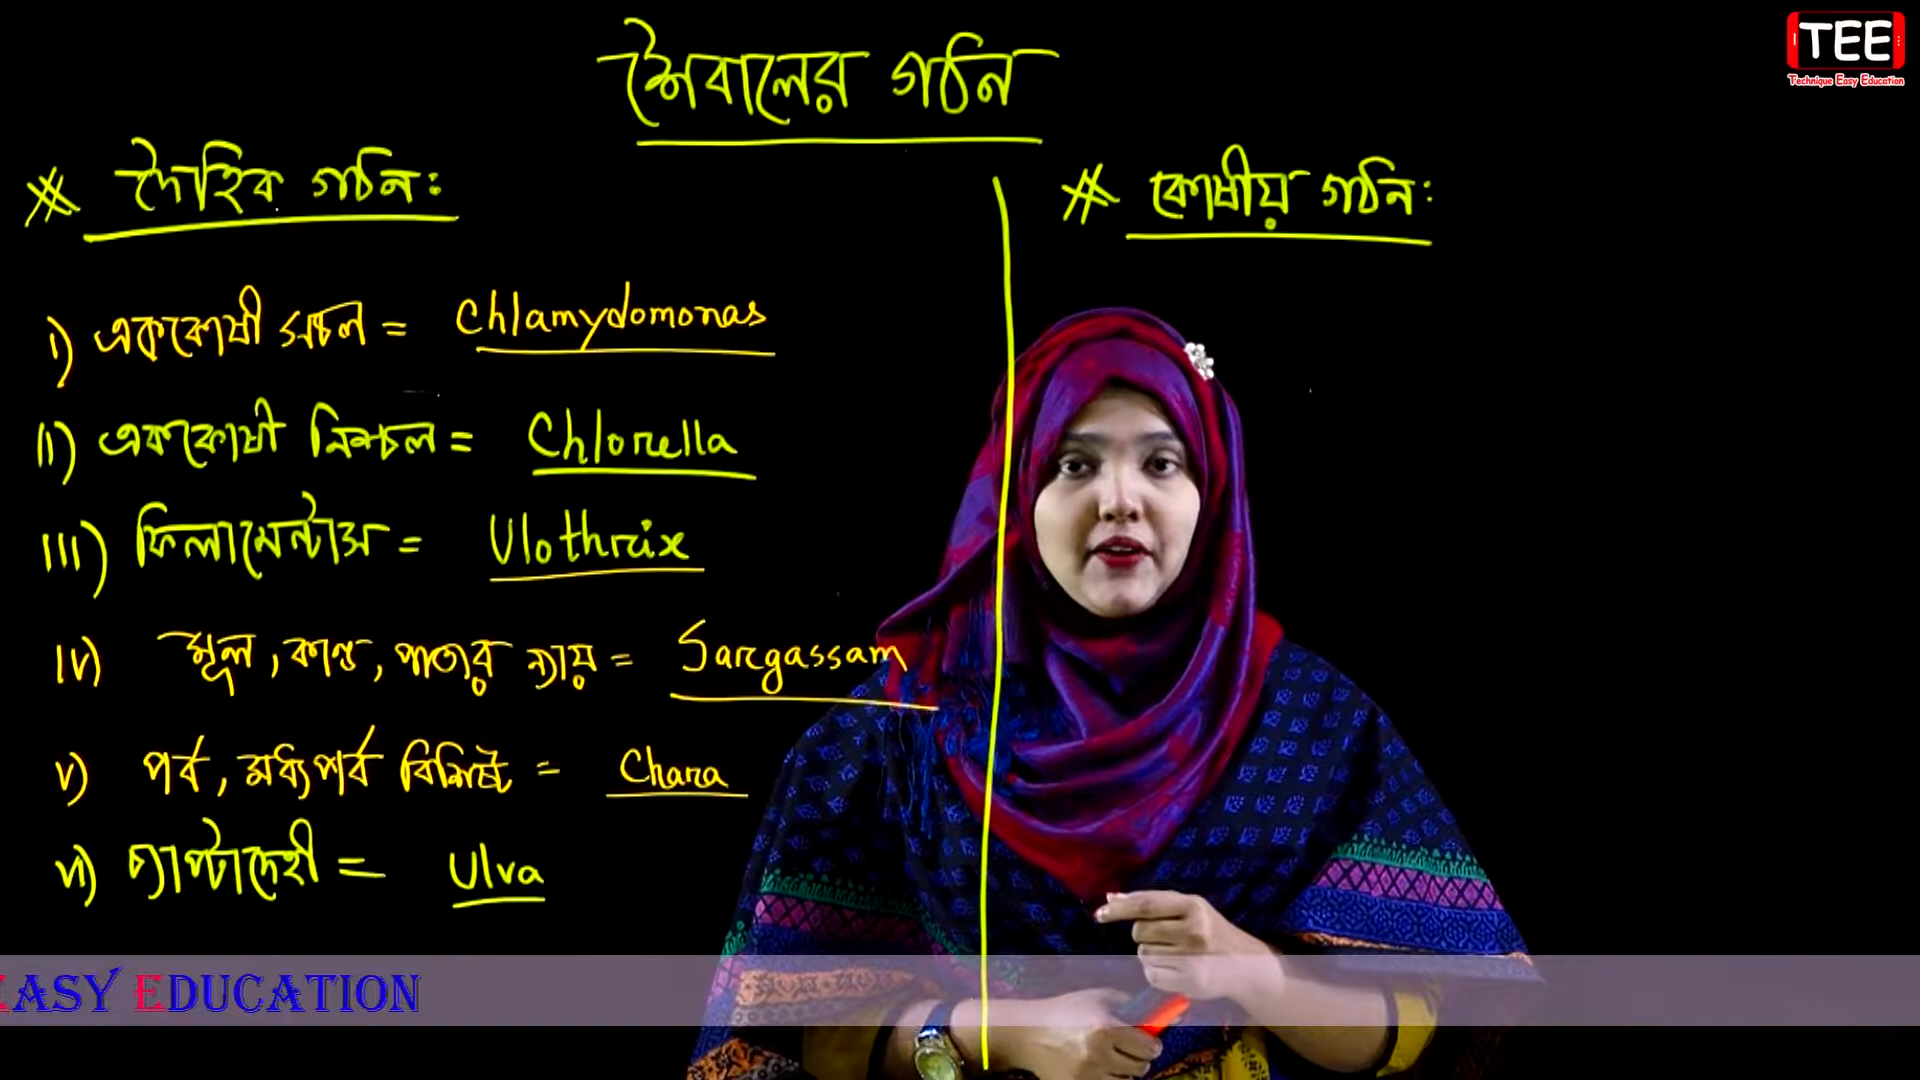 শৈবালের গঠন
TEE
Technique Easy Education
* দৈহিক গঠন:
i) এককোষী সচল = Chlamydomonas
ii) এককোষী নিশ্চল = Chlorella
iii) ফিলামেন্টাস = Ulothrix
iv) মূল, কান্ড, পাতার ন্যায় = Sargassam
v) পর্ব, মধ্যপর্ব বিশিষ্ট = Chara
vi) চ্যাপ্টাদেহী = Ulva
* কোষীয় গঠন:
EASY EDUCATION